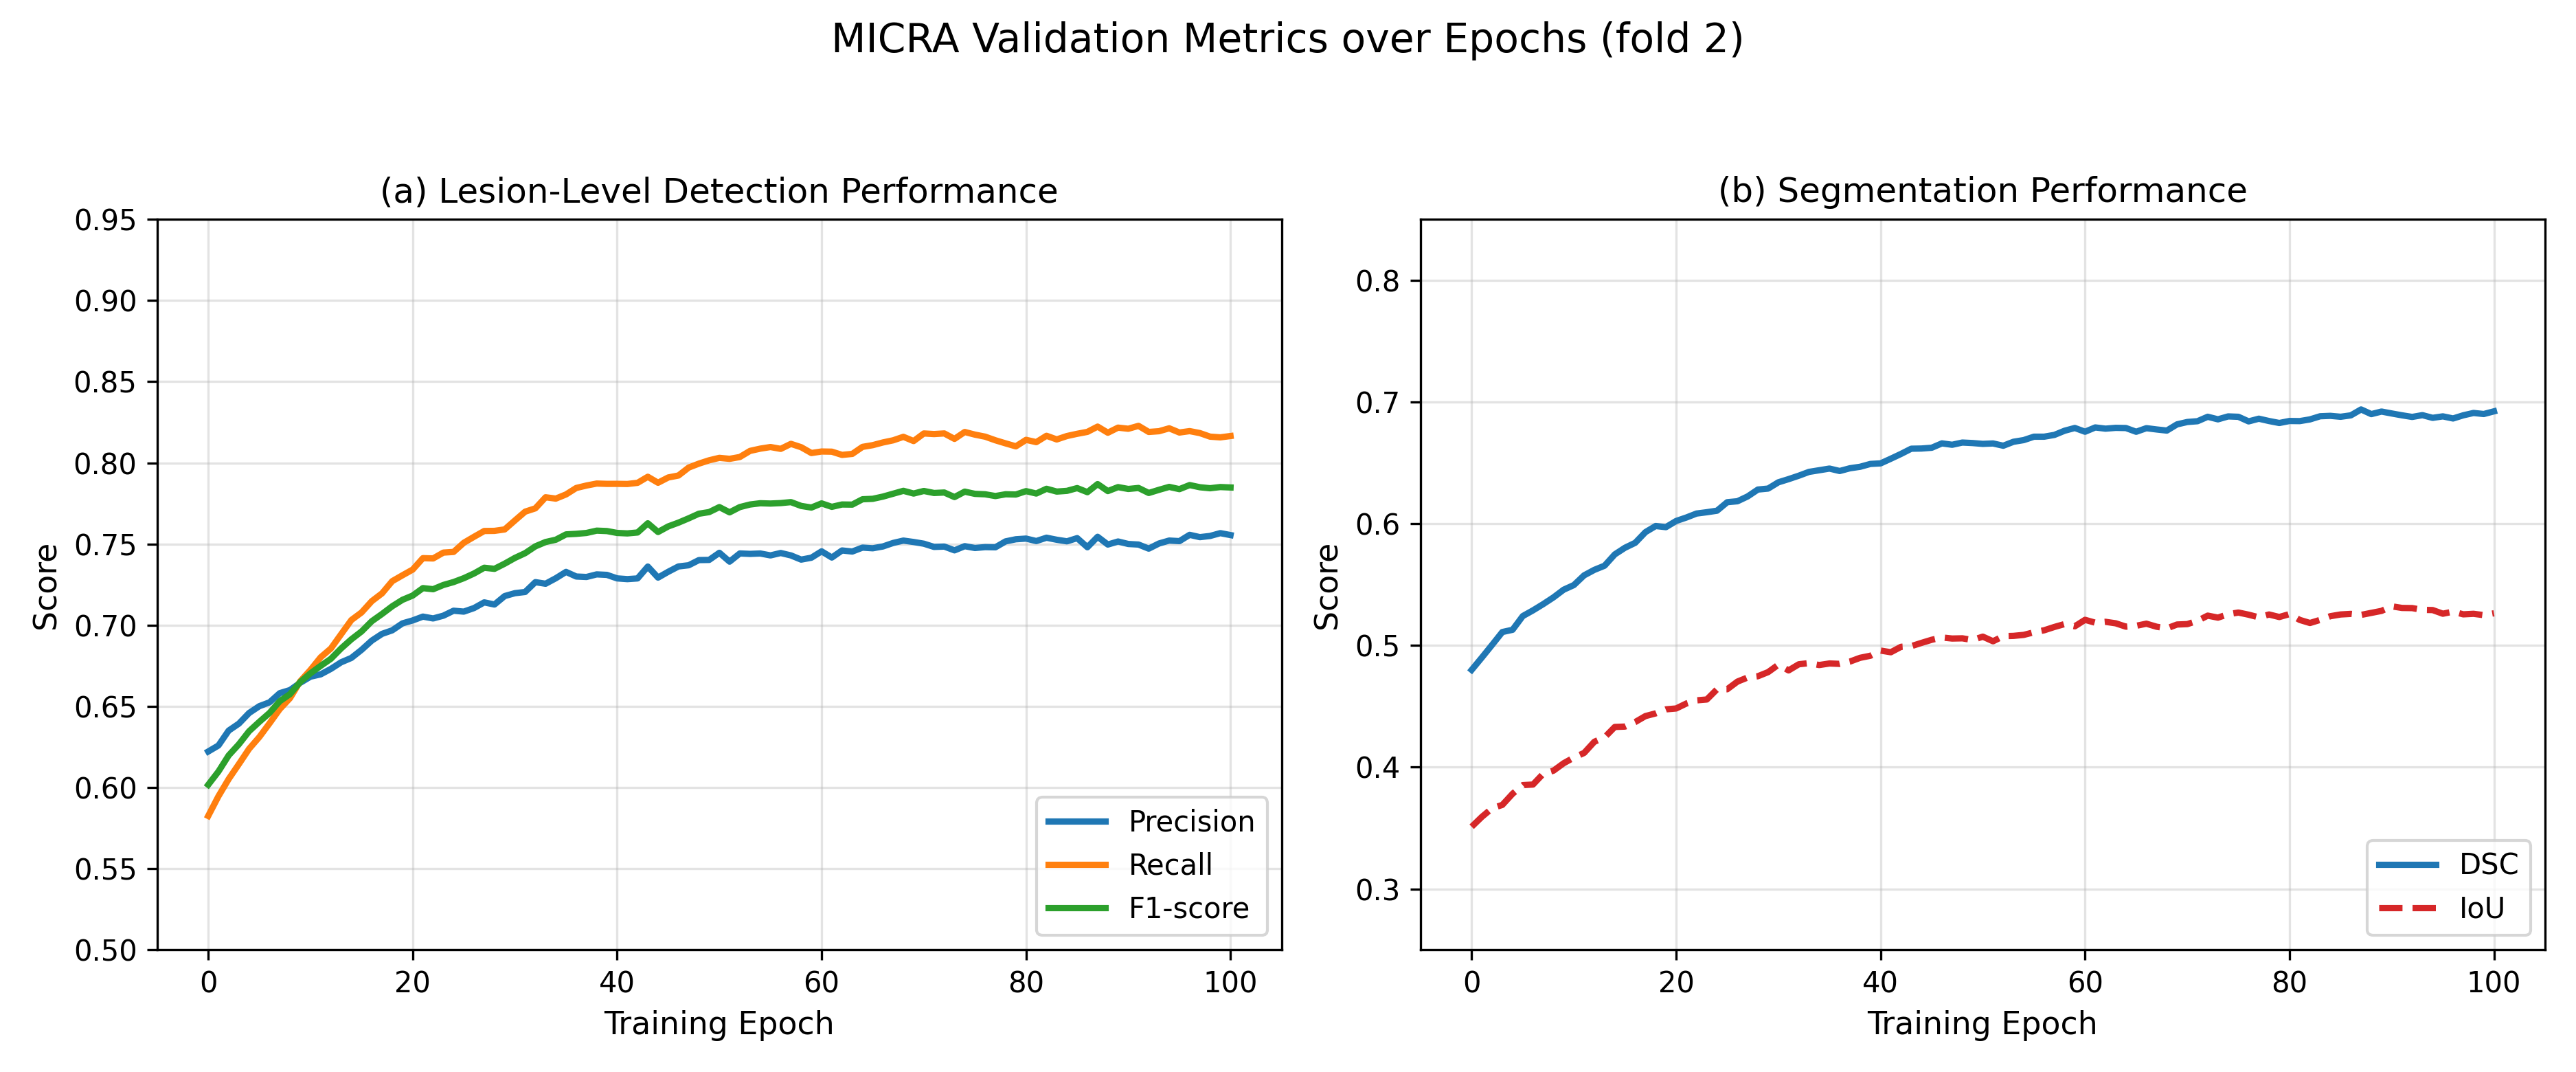 MICRA Validation Metrics over Epochs (fold 2)
(a) Lesion-Level Detection Performance
0.95
0.90
0.85
0.80
0.75
0.70
0.65
0.60
0.55
0.50
Score
0 20 40 60 80 100
Training Epoch
Precision
Recall
F1-score
(b) Segmentation Performance
0.8
0.7
0.6
0.5
0.4
0.3
Score
0 20 40 60 80 100
Training Epoch
DSC
IoU